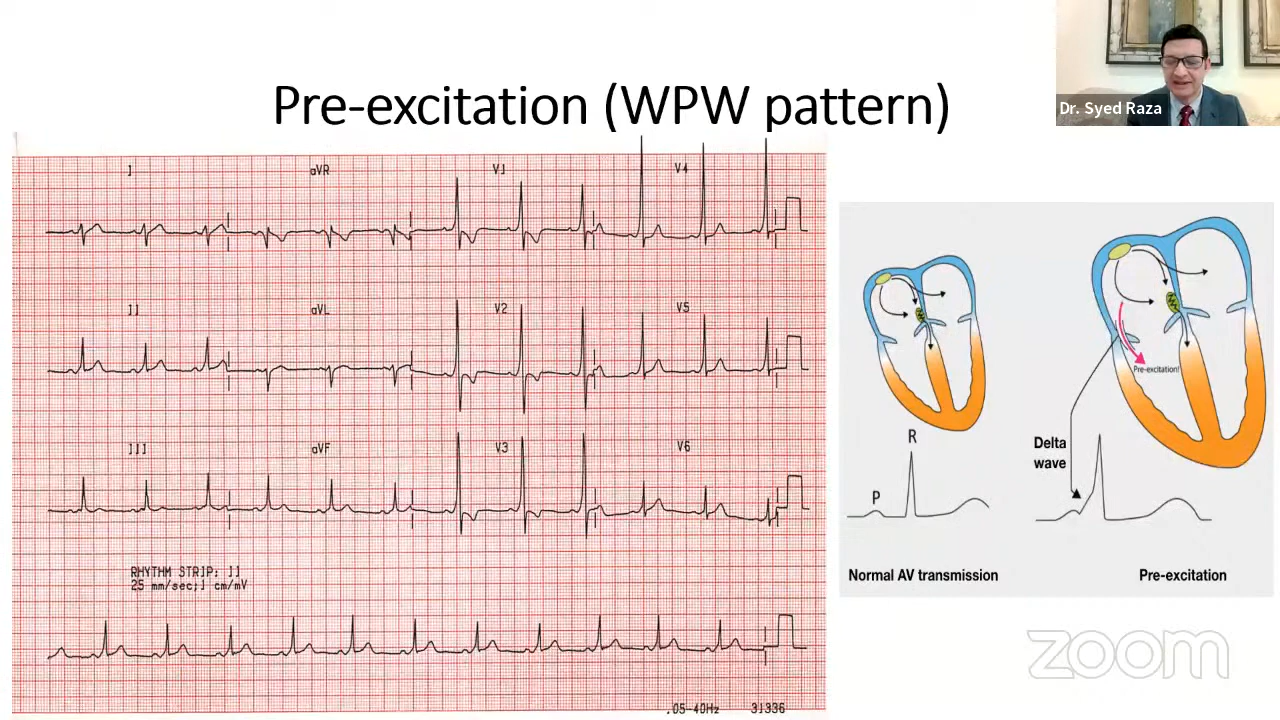 Dr. Syed Raza
Pre-excitation (WPW pattern)
I aVR V1 V4
II aVL V2 V5
III aVF V3 V6
RHYTHM STRIP: II
25 mm/sec;1 cm/mV
.05-40Hz 31336
Pre-excitation!
R
P
Delta
wave
Normal AV transmission
Pre-excitation
zoom